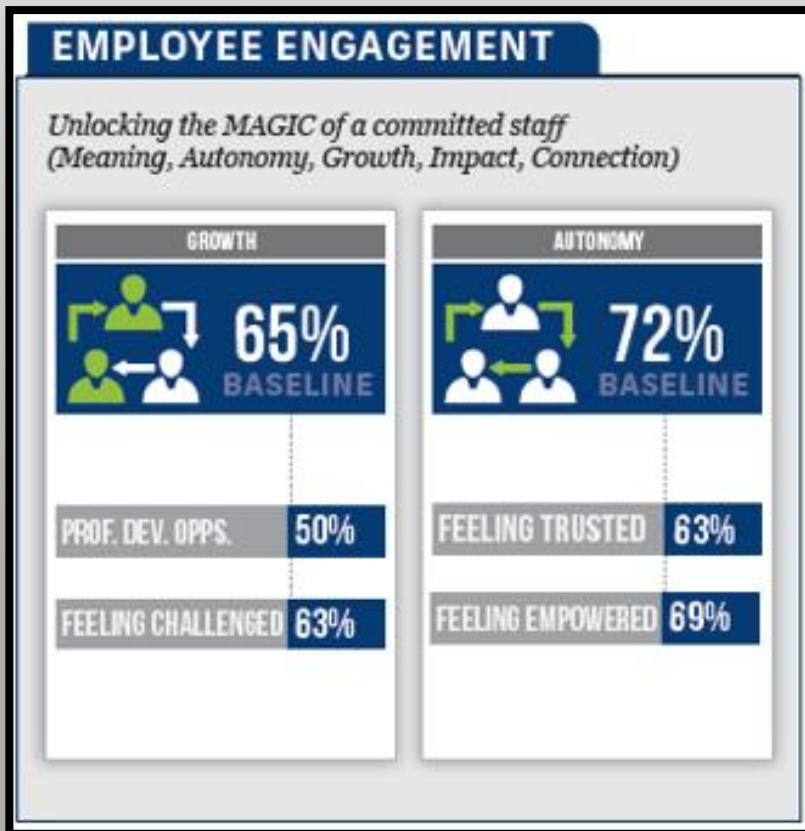 EMPLOYEE ENGAGEMENT
Unlocking the MAGIC of a committed staff
(Meaning, Autonomy, Growth, Impact, Connection)
GROWTH
65%
BASELINE
PROF. DEV. OPPS. 50%
FEELING CHALLENGED 63%
AUTONOMY
72%
BASELINE
FEELING TRUSTED 63%
FEELING EMPOWERED 69%